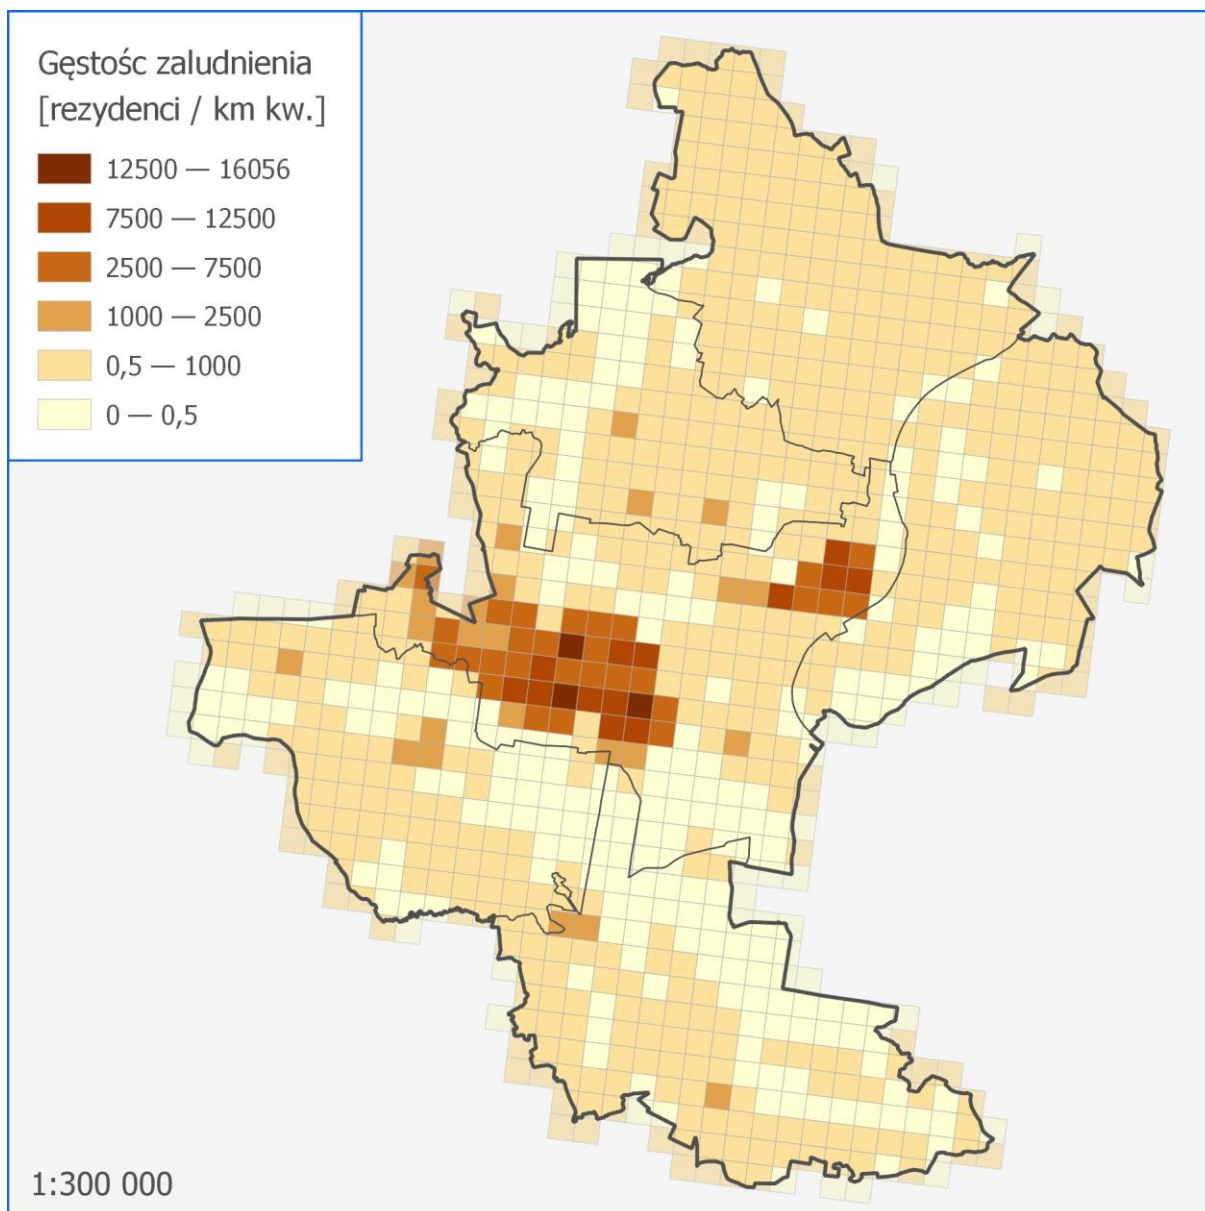 Gęstośc zaludnienia
[rezydenci / km kw.]
12500 — 16056
7500 — 12500
2500 — 7500
1000 — 2500
0,5 — 1000
0 — 0,5
1:300 000